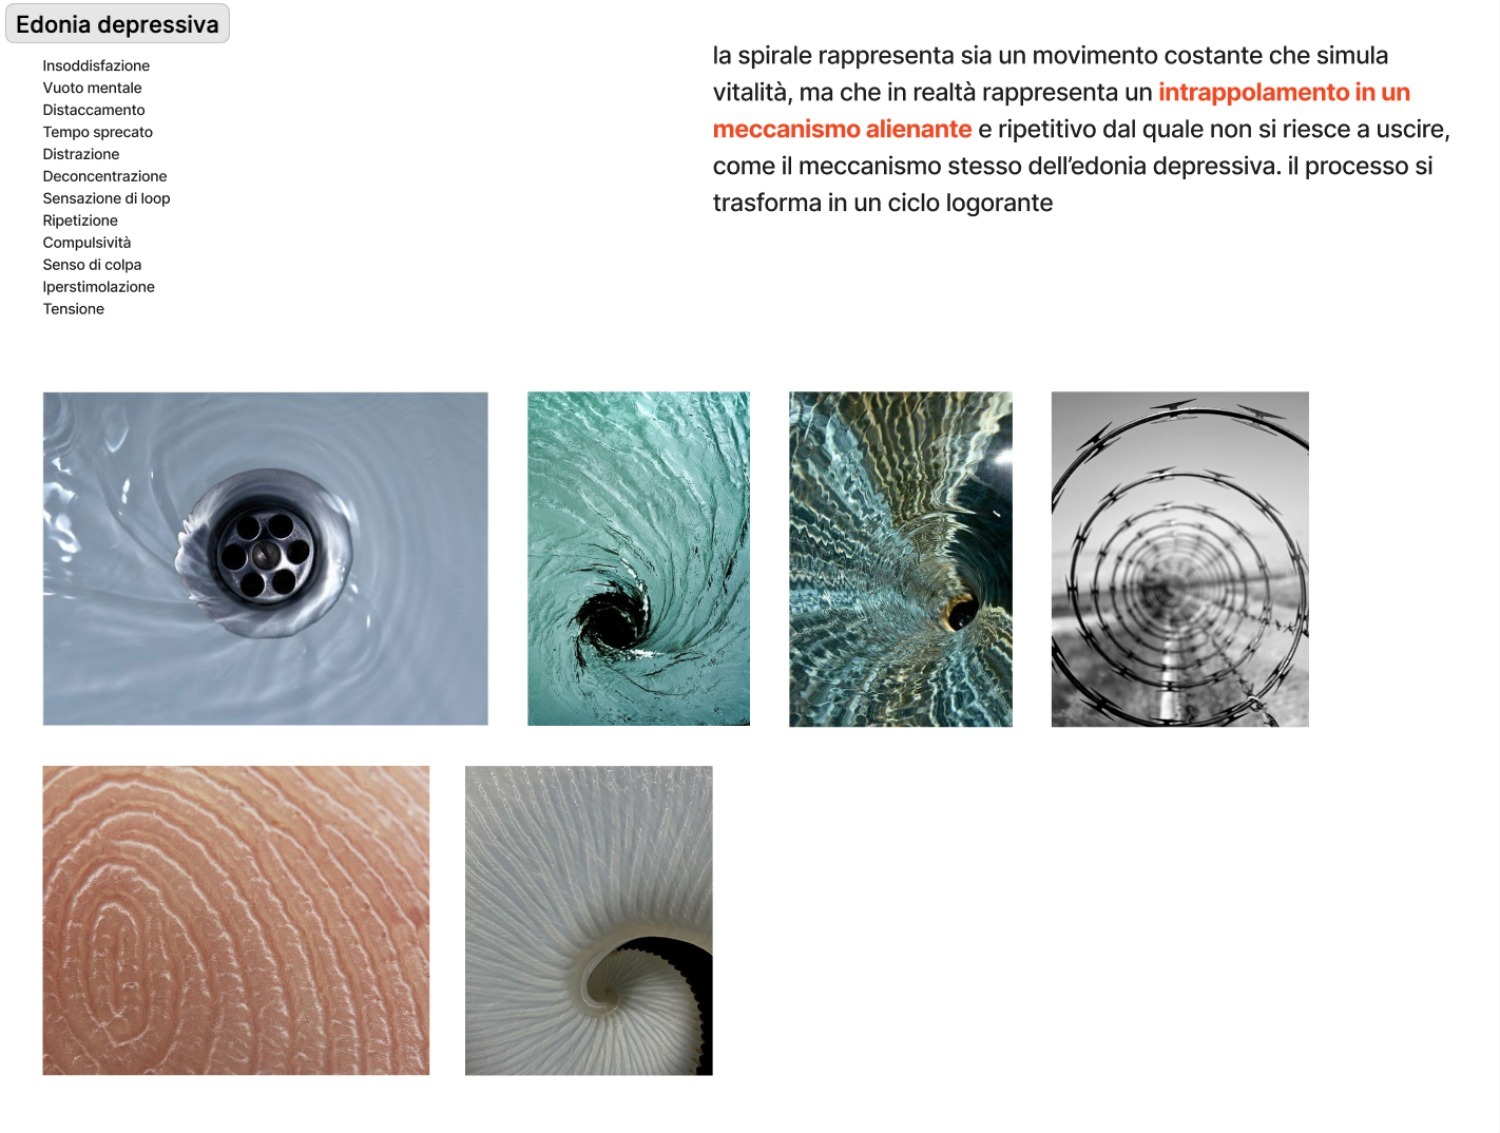 Edonia depressiva
Insoddisfazione
Vuoto mentale
Distaccamento
Tempo sprecato
Distrazione
Deconcentrazione
Sensazione di loop
Ripetizione
Compulsività
Senso di colpa
Iperstimolazione
Tensione
la spirale rappresenta sia un movimento costante che simula
vitalità, ma che in realtà rappresenta un intrappolamento in un
meccanismo alienante e ripetitivo dal quale non si riesce a uscire,
come il meccanismo stesso dell’edonia depressiva. il processo si
trasforma in un ciclo logorante